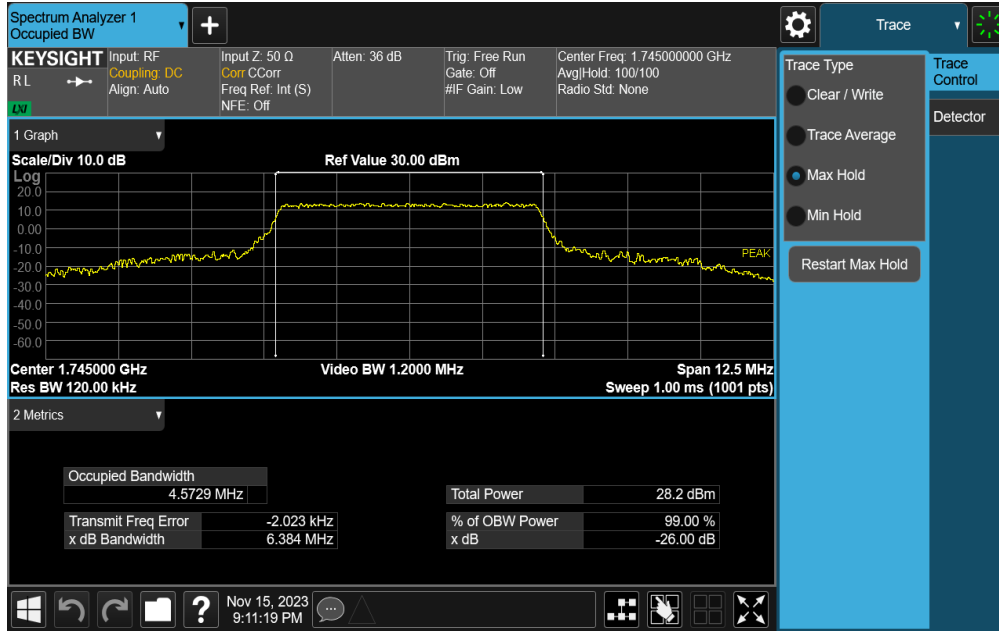 Spectrum Analyzer 1
Occupied BW
+
Trace
KEYSIGHT
R L
LXI
Input: RF
Coupling: DC
Align: Auto
Input Z: 50 Ω
Corr CCorr
Freq Ref: Int (S)
NFE: Off
Atten: 36 dB
Trig: Free Run
Gate: Off
#IF Gain: Low
Center Freq: 1.745000000 GHz
Avg|Hold: 100/100
Radio Std: None
Trace Type
Clear / Write
Trace Average
Max Hold
Min Hold
Restart Max Hold
Trace
Control
Detector
1 Graph
Scale/Div 10.0 dB
Ref Value 30.00 dBm
Log
20.0
10.0
0.00
-10.0
-20.0
-30.0
-40.0
-50.0
-60.0
PEAK
Center 1.745000 GHz
Video BW 1.2000 MHz
Span 12.5 MHz
Res BW 120.00 kHz
Sweep 1.00 ms (1001 pts)
2 Metrics
Occupied Bandwidth
4.5729 MHz
Total Power 28.2 dBm
Transmit Freq Error -2.023 kHz
% of OBW Power 99.00 %
x dB Bandwidth 6.384 MHz
x dB -26.00 dB
?
Nov 15, 2023
9:11:19 PM